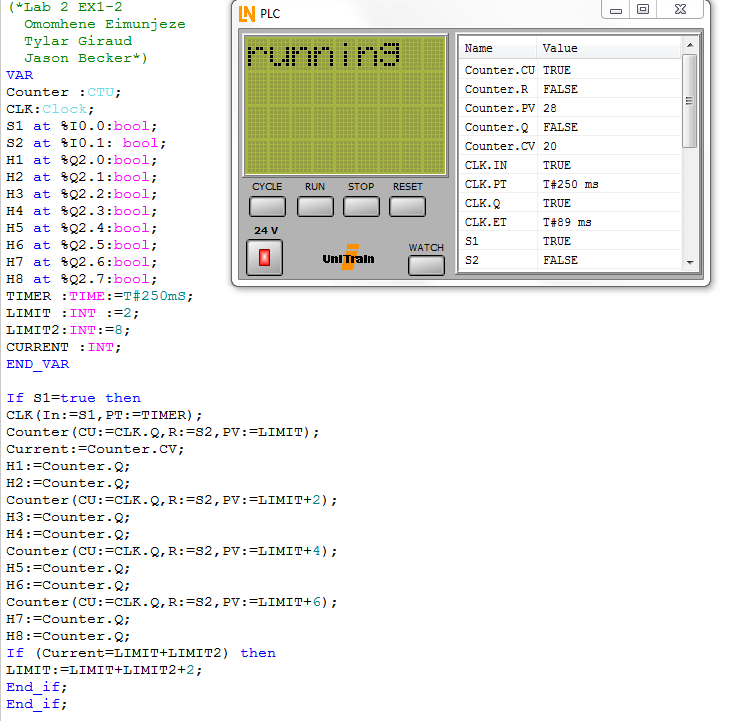 (*Lab 2 EX1-2
Omomhene Eimunjeze
Tylar Giraud
Jason Becker*)
VAR
Counter :CTU;
CLK:Clock;
S1 at %I0.0:bool;
S2 at %I0.1: bool;
H1 at %Q2.0:bool;
H2 at %Q2.1:bool;
H3 at %Q2.2:bool;
H4 at %Q2.3:bool;
H5 at %Q2.4:bool;
H6 at %Q2.5:bool;
H7 at %Q2.6:bool;
H8 at %Q2.7:bool;
TIMER :TIME:=T#250mS;
LIMIT :INT :=2;
LIMIT2:INT:=8;
CURRENT :INT;
END_VAR
If S1=true then
CLK(In:=S1,PT:=TIMER);
Counter(CU:=CLK.Q,R:=S2,PV:=LIMIT);
Current:=Counter.CV;
H1:=Counter.Q;
H2:=Counter.Q;
Counter(CU:=CLK.Q,R:=S2,PV:=LIMIT+2);
H3:=Counter.Q;
H4:=Counter.Q;
Counter(CU:=CLK.Q,R:=S2,PV:=LIMIT+4);
H5:=Counter.Q;
H6:=Counter.Q;
Counter(CU:=CLK.Q,R:=S2,PV:=LIMIT+6);
H7:=Counter.Q;
H8:=Counter.Q;
If (Current=LIMIT+LIMIT2) then
LIMIT:=LIMIT+LIMIT2+2;
End_if;
End_if;
LN PLC
running
CYCLE RUN STOP RESET
24 V
UniTrain
WATCH
Name Value
Counter.CU TRUE
Counter.R FALSE
Counter.PV 28
Counter.Q FALSE
Counter.CV 20
CLK.IN TRUE
CLK.PT T#250 ms
CLK.Q TRUE
CLK.ET T#89 ms
S1 TRUE
S2 FALSE